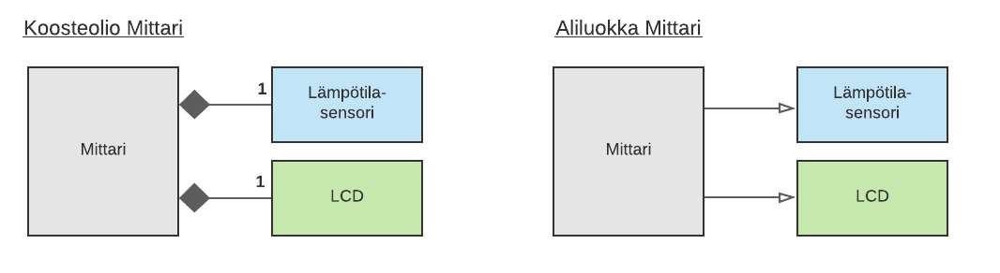 Koosteolio Mittari
Mittari
1
Lämpötila-
sensori
1
LCD
Aliluokka Mittari
Mittari
Lämpötila-
sensori
LCD